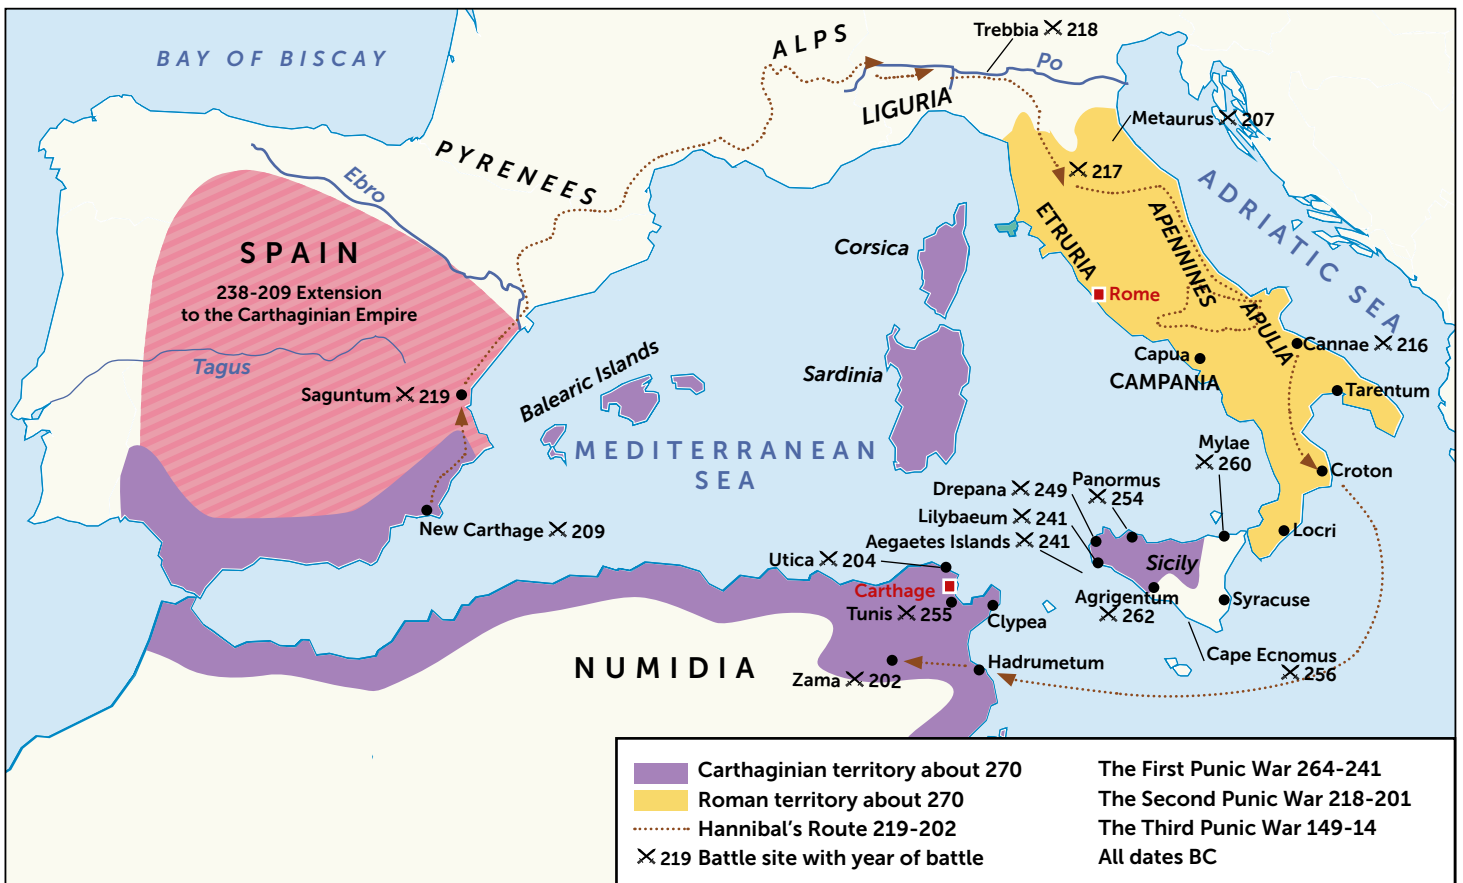 BAY OF BISCAY
ALPS
Trebbia 218
Po
LIGURIA
Metaurus 207
PYRENEES
Ebro
217
ADRIATIC SEA
ETRURIA
APENNINES
Corsica
SPAIN
238-209 Extension
to the Carthaginian Empire
Rome
APULIA
Tagus
Cannae 216
Capua
CAMPANIA
Sardinia
Balearic Islands
Saguntum 219
Tarentum
MEDITERRANEAN
SEA
Mylae
260
Croton
Panormus
254
Drepana 249
Lilybaeum 241
Aegaetes Islands 241
New Carthage 209
Locri
Utica 204
Sicily
Carthage
Agrigentum
262
Syracuse
Tunis 255
Clypea
NUMIDIA
Hadrumetum
Cape Ecnomus
256
Zama 202
Carthaginian territory about 270
Roman territory about 270
Hannibal's Route 219-202
219 Battle site with year of battle
The First Punic War 264-241
The Second Punic War 218-201
The Third Punic War 149-14
All dates BC